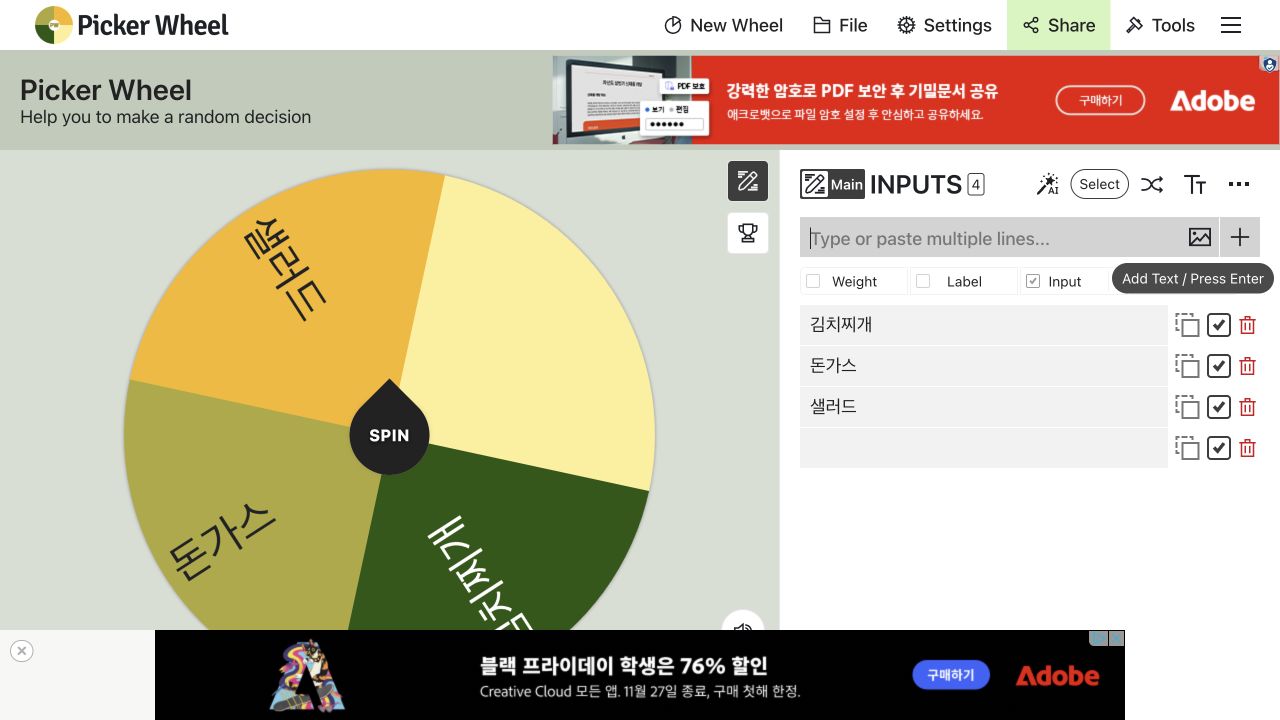 Picker Wheel
New Wheel
File
Settings
Share
Tools
Picker Wheel
Help you to make a random decision
PDF 보호
보기
편집
강력한 암호로 PDF 보안 후 기밀문서 공유
애크로뱃으로 파일 암호 설정 후 안심하고 공유하세요.
구매하기
Adobe
샐러드
돈가스
김치찌개
SPIN
Main
INPUTS
4
AI
Select
Type or paste multiple lines...
Weight
Label
Input
Add Text / Press Enter
김치찌개
돈가스
샐러드
블랙 프라이데이 학생은 76% 할인
Creative Cloud 모든 앱. 11월 27일 종료, 구매 첫해 한정.
구매하기
Adobe